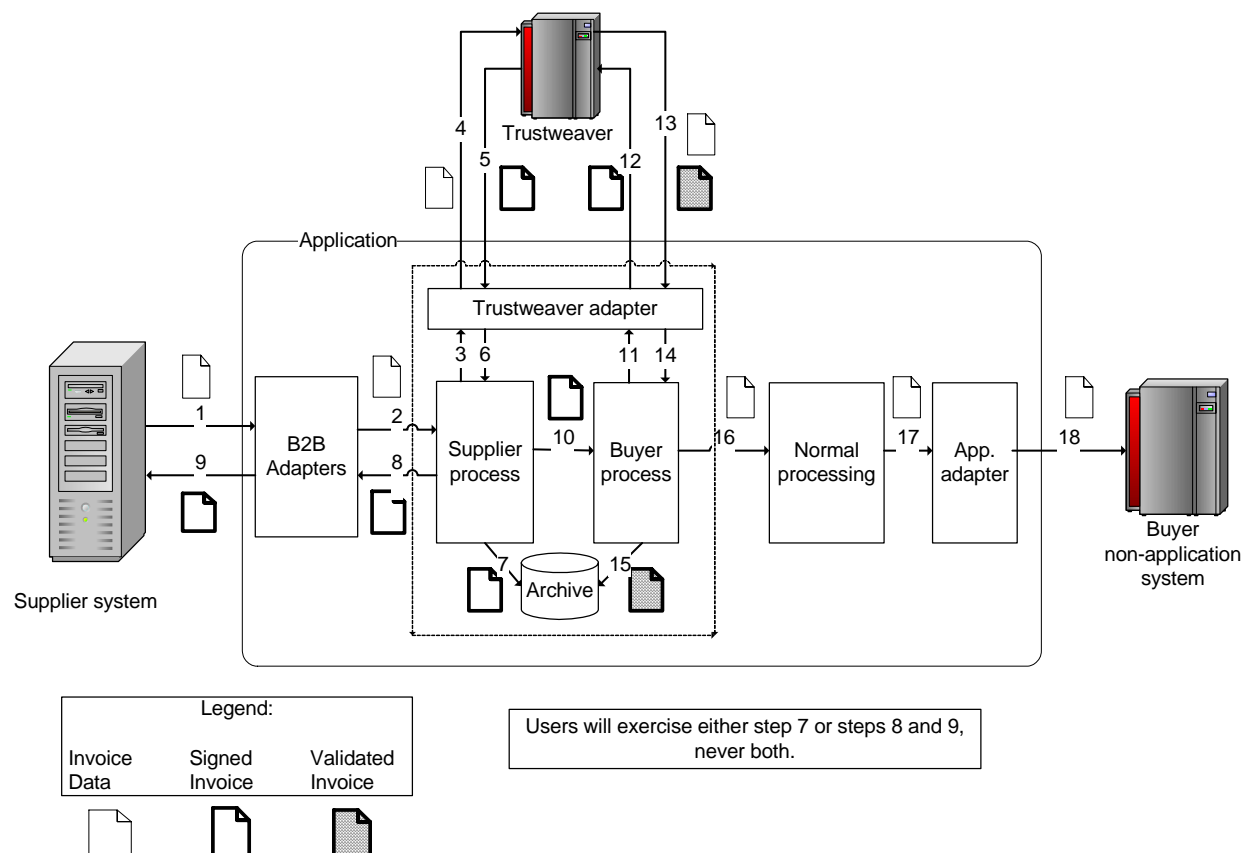 Trustweaver
4
5
12
13
Application
Trustweaver adapter
3
6
11
14
1
2
9
8
B2B
Adapters
Supplier
process
10
Buyer
process
16
Normal
processing
17
App.
adapter
18
Buyer
non-application
system
7
15
Archive
Supplier system
Legend:
Invoice
Data
Signed
Invoice
Validated
Invoice
Users will exercise either step 7 or steps 8 and 9,
never both.